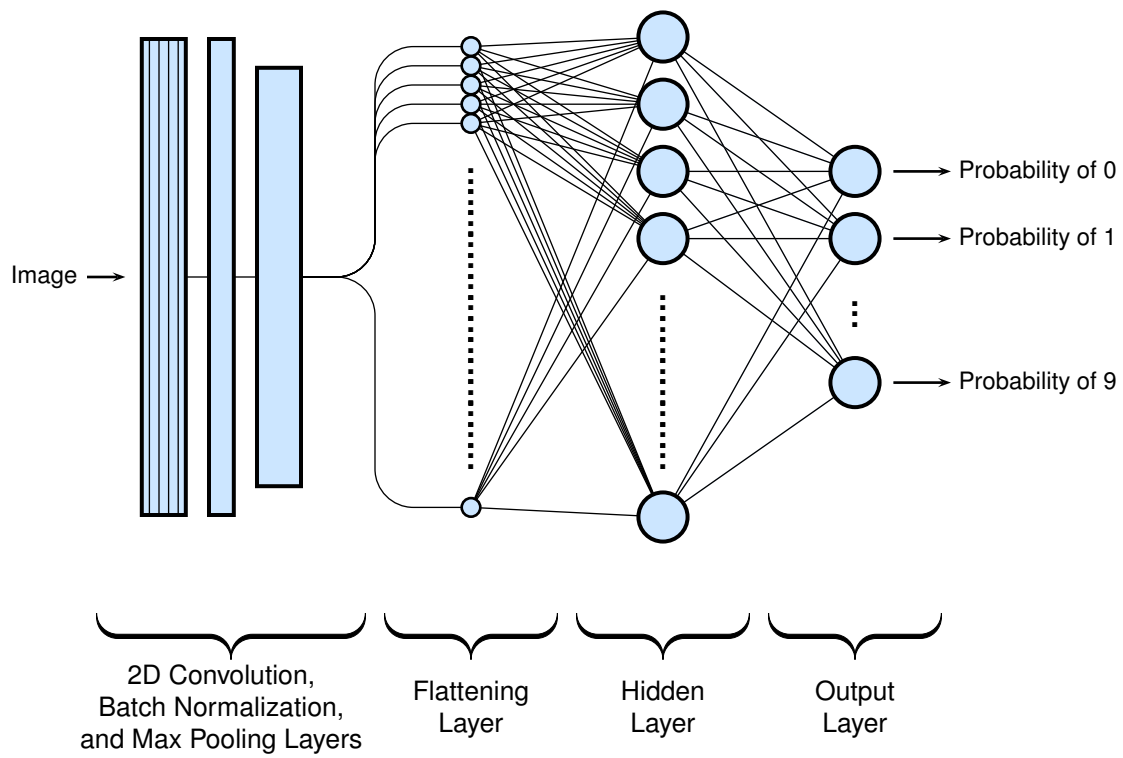 Image
Probability of 0
Probability of 1
Probability of 9
2D Convolution,
Batch Normalization,
and Max Pooling Layers
Flattening
Layer
Hidden
Layer
Output
Layer